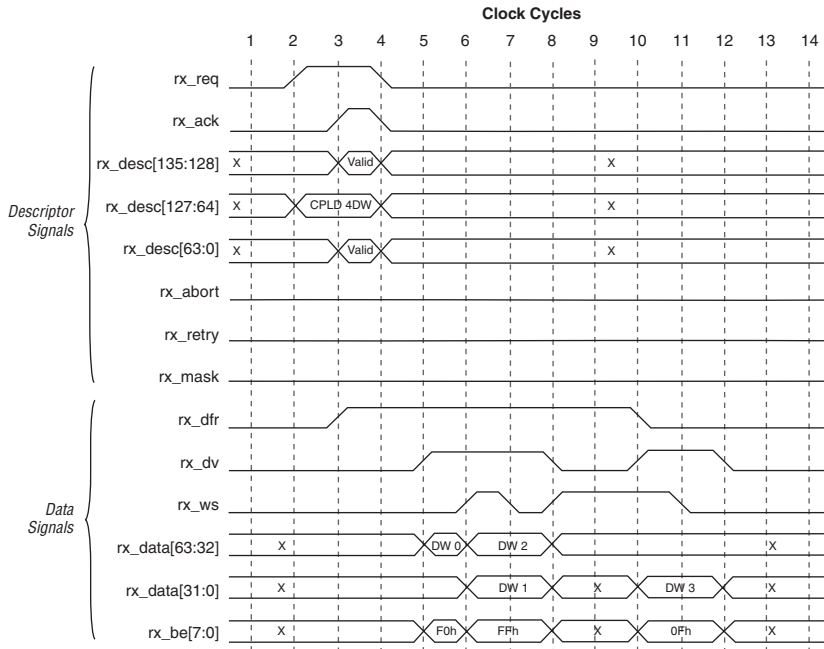 Clock Cycles
1 2 3 4 5 6 7 8 9 10 11 12 13 14
rx_req
rx_ack
rx_desc[135:128] X Valid X
Descriptor Signals
rx_desc[127:64] X CPLD 4DW X
rx_desc[63:0] X Valid X
rx_abort
rx_retry
rx_mask
rx_dfr
rx_dv
Data Signals
rx_ws
rx_data[63:32] X DW 0 DW 2 X
rx_data[31:0] X DW 1 X DW 3 X
rx_be[7:0] X F0h FFh X 0Fh X